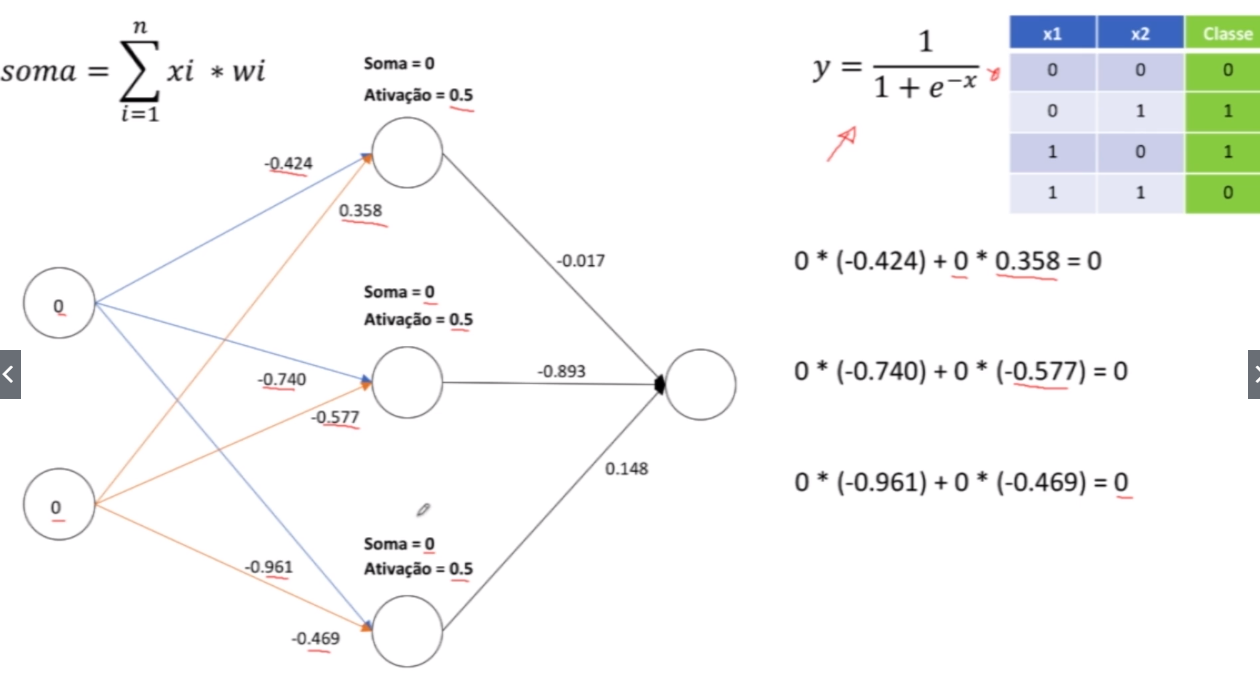 soma = n ∑ i=1 xi * wi
Soma = 0
Ativação = 0.5
y = 1 / 1 + e^-x
x1 x2 Classe
0 0 0
0 1 1
1 0 1
1 1 0
-0.424
0.358
-0.017
0 * (-0.424) + 0 * 0.358 = 0
Soma = 0
Ativação = 0.5
0
-0.740
-0.893
0 * (-0.740) + 0 * (-0.577) = 0
-0.577
0.148
0 * (-0.961) + 0 * (-0.469) = 0
0
Soma = 0
Ativação = 0.5
-0.961
-0.469